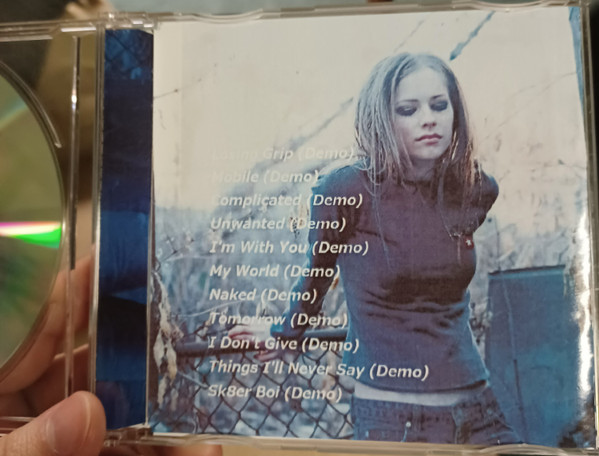 Losing Grip (Demo)
Mobile (Demo)
Complicated (Demo)
Unwanted (Demo)
I'm With You (Demo)
My World (Demo)
Naked (Demo)
Tomorrow (Demo)
I Don't Give (Demo)
Things I'll Never Say (Demo)
Sk8er Boi (Demo)